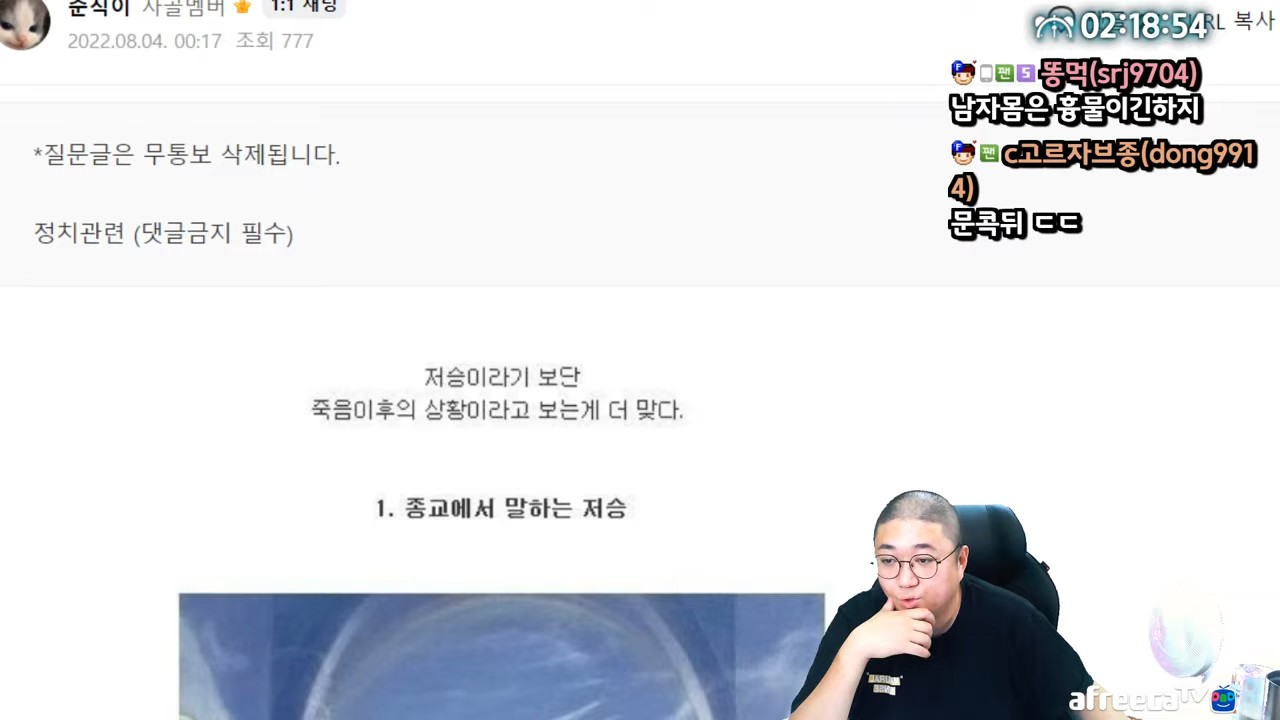 순식이 사골멤버 1:1 채팅
2022.08.04. 00:17 조회 777
URL 복사
02:18:54
똥먹(srj9704)
남자몸은 흉물이긴하지
c고르자브종(dong991
4)
문콕뒤 ㄷㄷ
*질문글은 무통보 삭제됩니다.
정치관련 (댓글금지 필수)
저승이라기 보단
죽음이후의 상황이라고 보는게 더 맞다.
1. 종교에서 말하는 저승
afreecaTV